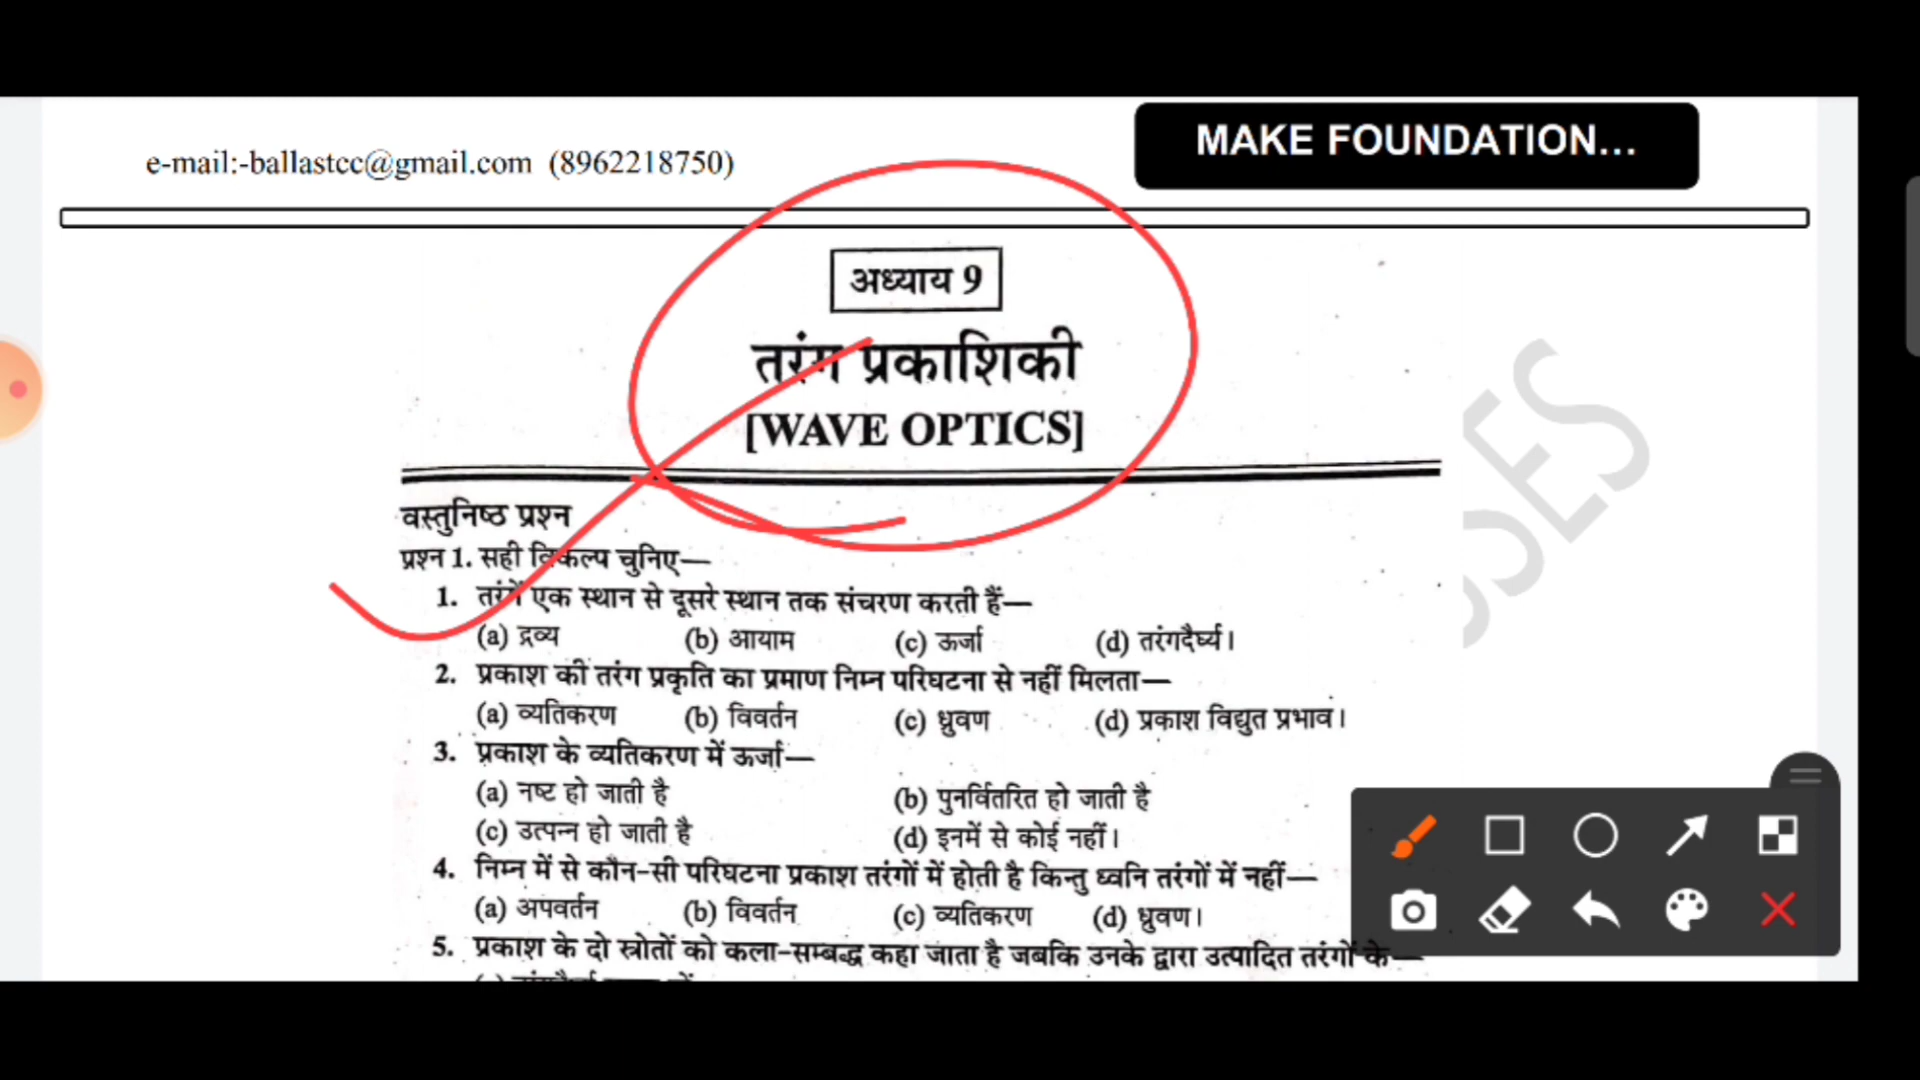 MAKE FOUNDATION...
e-mail:-ballastcc@gmail.com (8962218750)
अध्याय 9
तरंग प्रकाशिकी
[WAVE OPTICS]
वस्तुनिष्ठ प्रश्न
प्रश्न 1. सही विकल्प चुनिए—
1. तरंगें एक स्थान से दूसरे स्थान तक संचरण करती हैं—
(a) द्रव्य (b) आयाम (c) ऊर्जा (d) तरंगदैर्घ्य।
2. प्रकाश की तरंग प्रकृति का प्रमाण निम्न परिघटना से नहीं मिलता—
(a) व्यतिकरण (b) विवर्तन (c) ध्रुवण (d) प्रकाश विद्युत प्रभाव।
3. प्रकाश के व्यतिकरण में ऊर्जा—
(a) नष्ट हो जाती है (b) पुनर्वितरित हो जाती है
(c) उत्पन्न हो जाती है (d) इनमें से कोई नहीं।
4. निम्न में से कौन-सी परिघटना प्रकाश तरंगों में होती है किन्तु ध्वनि तरंगों में नहीं—
(a) अपवर्तन (b) विवर्तन (c) व्यतिकरण (d) ध्रुवण।
5. प्रकाश के दो स्त्रोतों को कला-सम्बद्ध कहा जाता है जबकि उनके द्वारा उत्पादित तरंगों के—